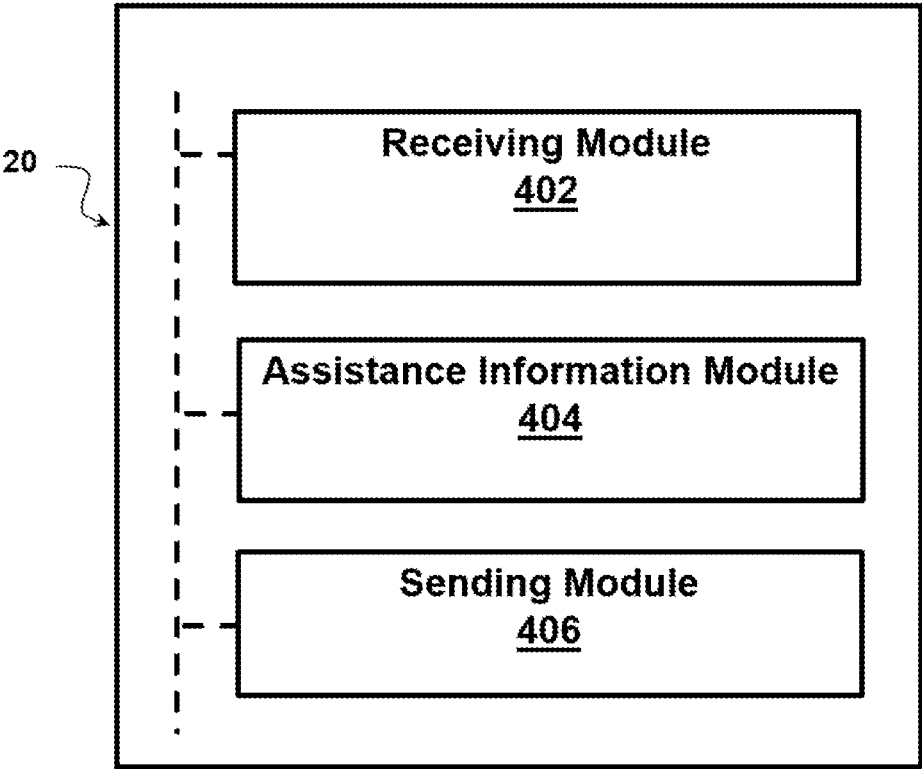 Receiving Module
402
20
Assistance Information Module
404
Sending Module
406